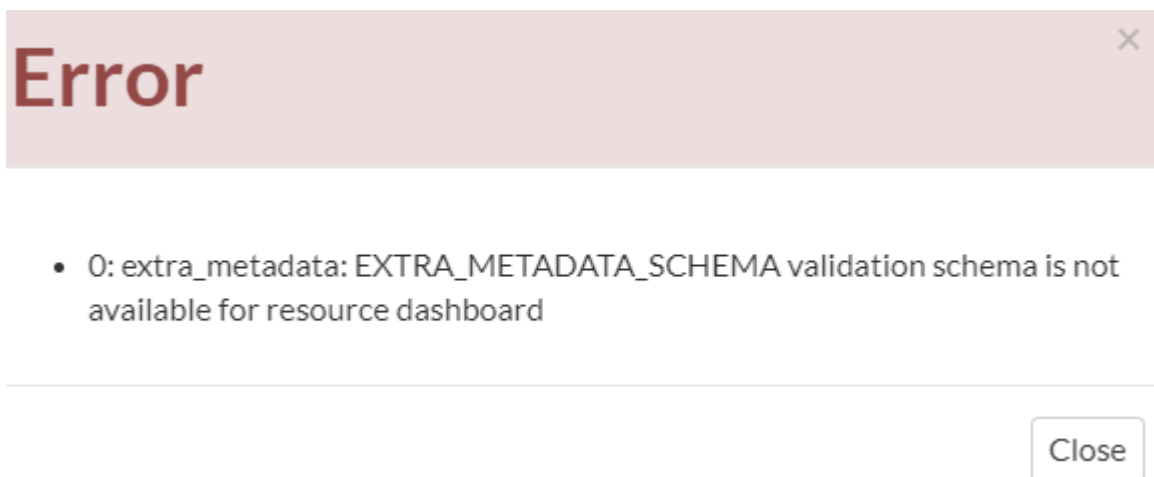 Error
×
• 0: extra_metadata: EXTRA_METADATA_SCHEMA validation schema is not
available for resource dashboard
Close